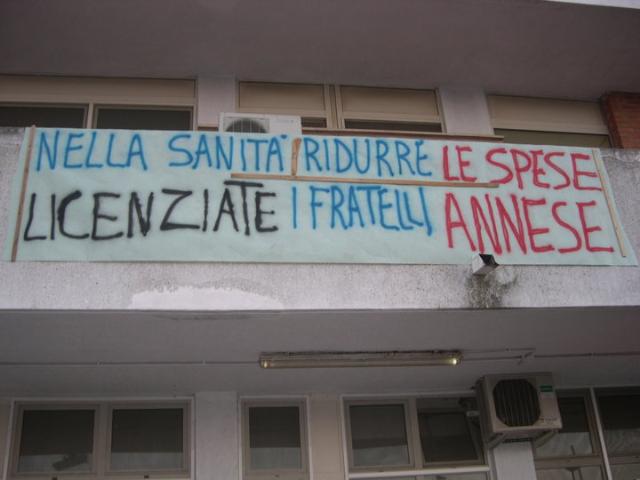 NELLA SANITA' RIDURRE LE SPESE
LICENZIATE I FRATELLI, ANNESE